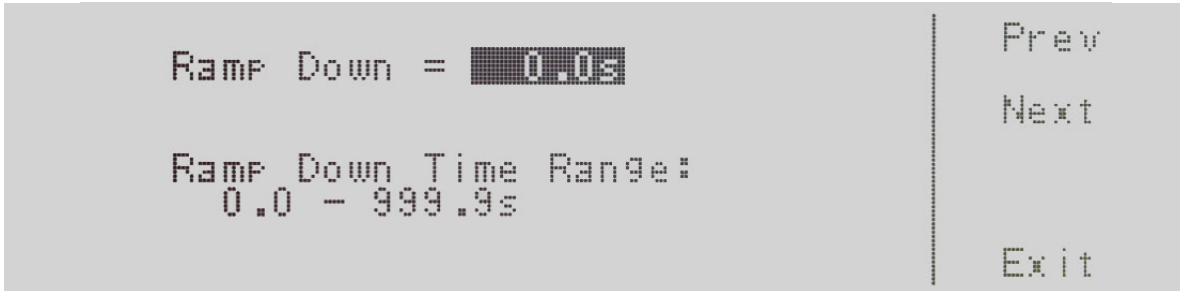 Ramp Down = 0.0s
Ramp Down Time Range:
0.0 - 999.9s
Prev
Next
Exit